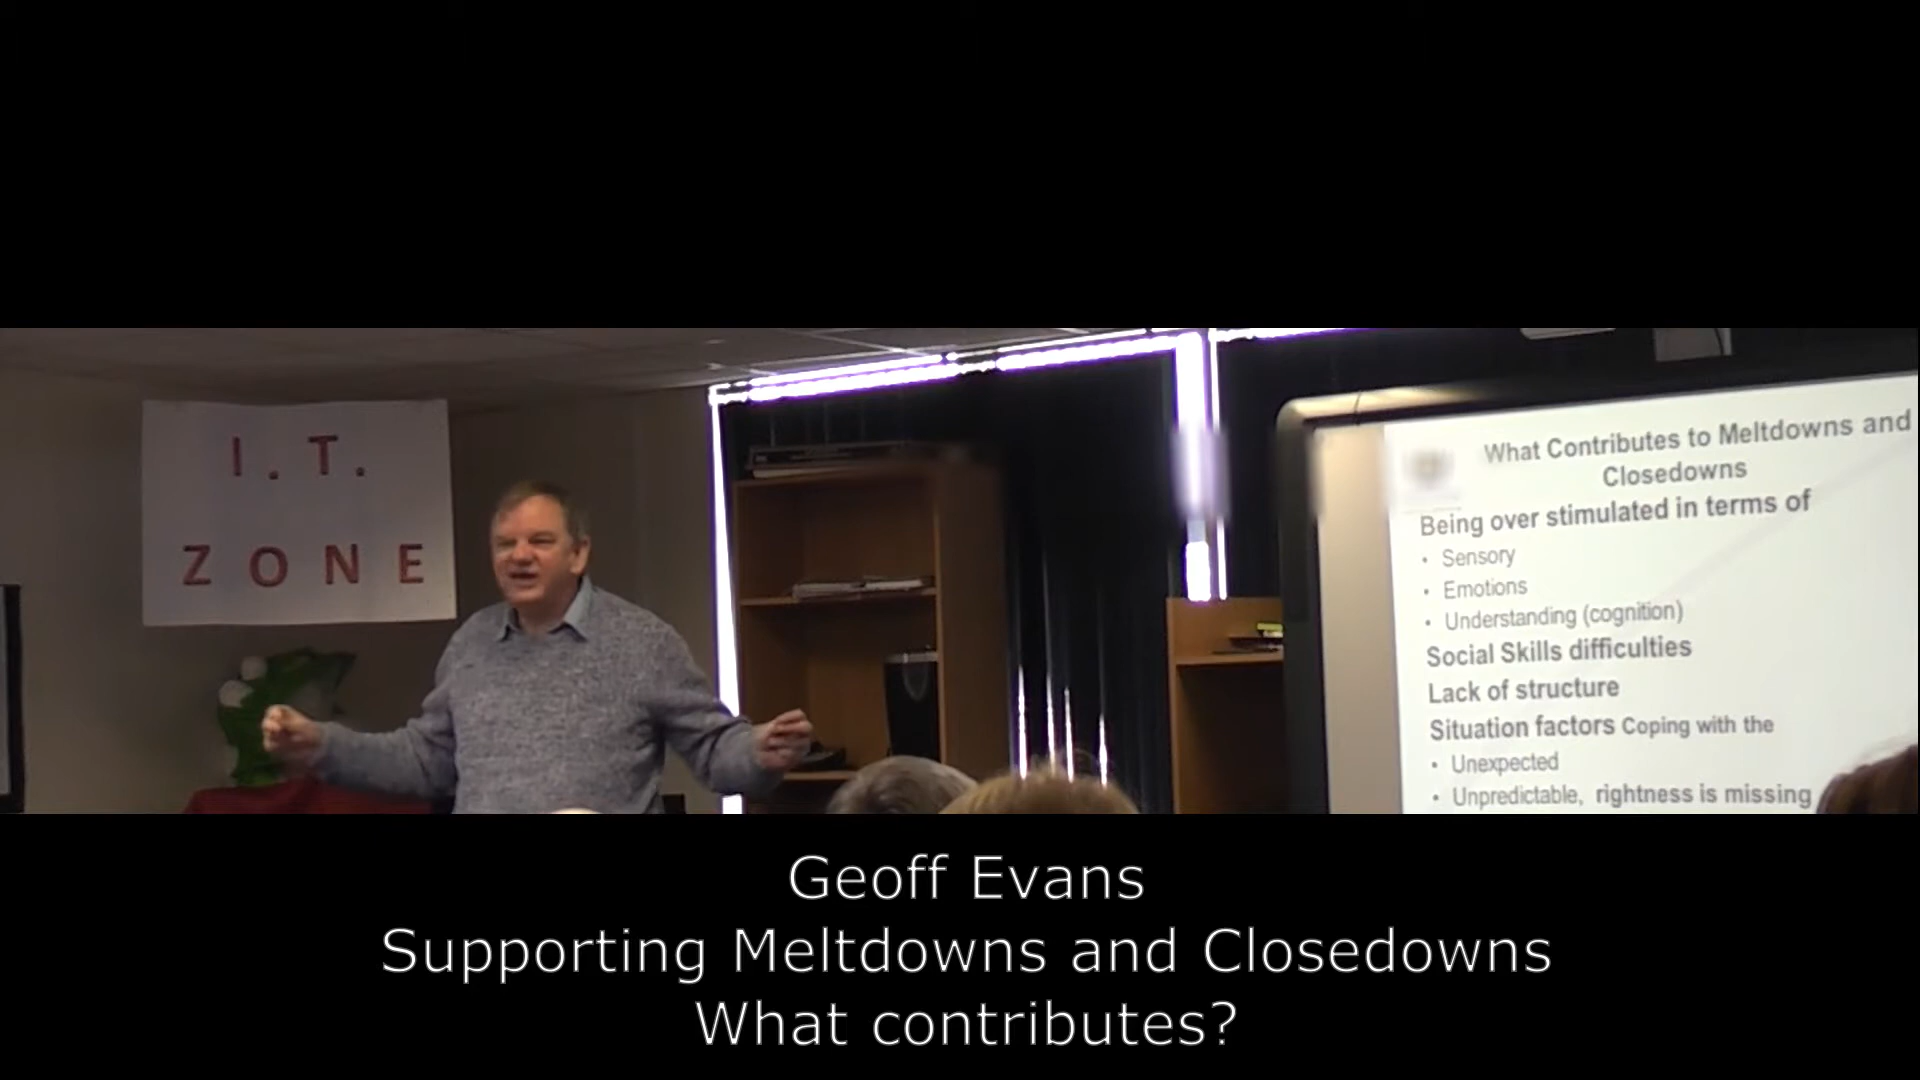 I.T.
ZONE
What Contributes to Meltdowns and
Closedowns
Being over stimulated in terms of
• Sensory
• Emotions
• Understanding (cognition)
Social Skills difficulties
Lack of structure
Situation factors Coping with the
• Unexpected
• Unpredictable, rightness is missing
Geoff Evans
Supporting Meltdowns and Closedowns
What contributes?